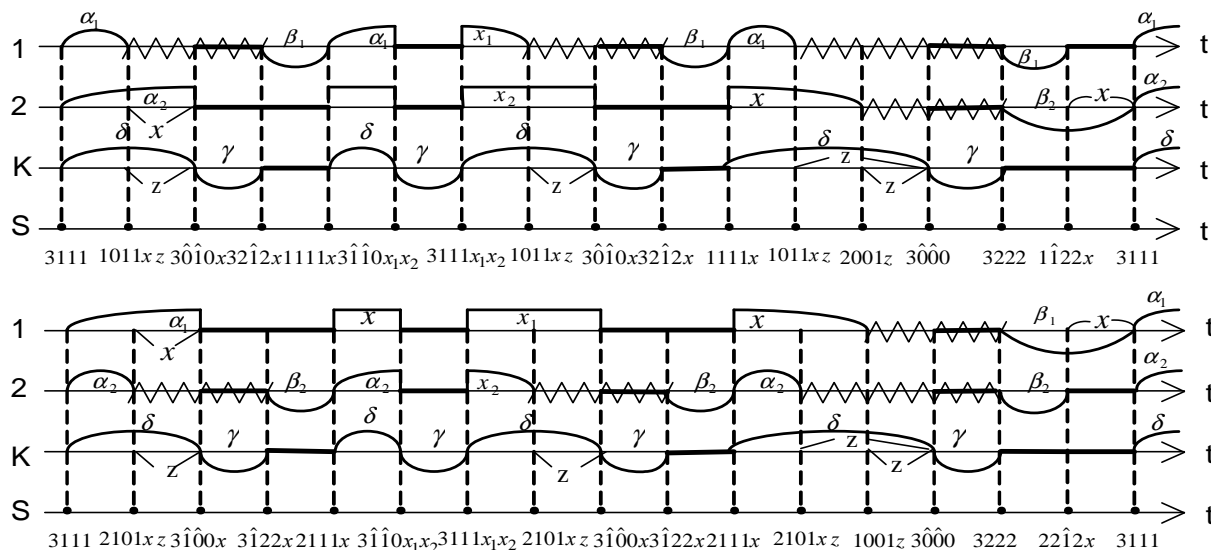 α₁ β₁ α₁ x₁ β₁ α₁ β₁ α₁
1 t
α₂ x x₂ x β₂ x α₂
2 t
δ γ δ γ δ γ δ γ δ
K z z z z t
S t
3111 1011xz 30̂1̂0x 321̂2x 1111x 31̂1̂0x₁x₂ 3111x₁x₂ 1011xz 30̂1̂0x 321̂2x 1111x 1011xz 2001z 30̂0̂0 3222 11̂22x 3111
α₁ x x x₁ x β₁ x α₁
1 t
α₂ β₂ α₂ x₂ β₂ α₂ β₂ α₂
2 t
δ γ δ γ δ γ δ γ δ
K z z z z t
S t
3111 2101xz 31̂0̂0x 31̂22x 2111x 31̂1̂0x₁x₂ 3111x₁x₂ 2101xz 31̂0̂0x 31̂22x 2111x 2101xz 1001z 30̂0̂0 3222 221̂2x 3111